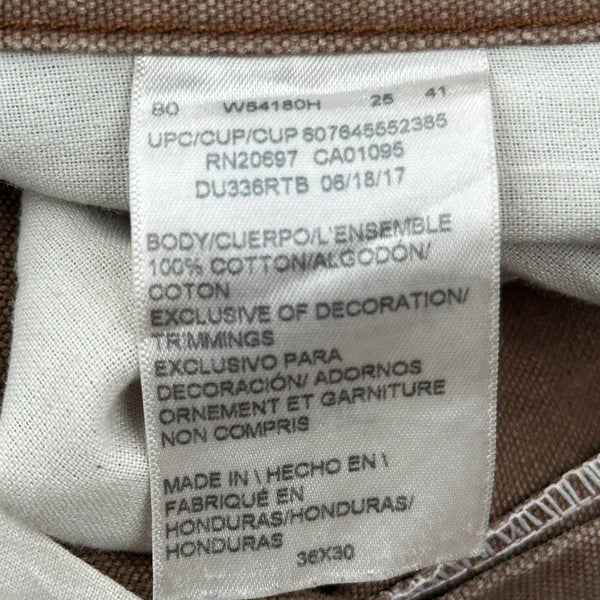 80 W54180H 25 41
UPC/CUP/CUP 607645552385
RN20697 CA01095
DU336RTB 06/18/17
BODY/CUERPO/L'ENSEMBLE
100% COTTON/ALGODÓN/
COTON
EXCLUSIVE OF DECORATION/
TRIMMINGS
EXCLUSIVO PARA
DECORACIÓN/ ADORNOS
ORNEMENT ET GARNITURE
NON COMPRIS
MADE IN \ HECHO EN \
FABRIQUÉ EN
HONDURAS/HONDURAS/
HONDURAS
36X30